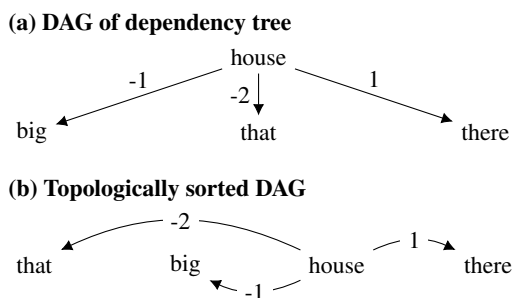 (a) DAG of dependency tree
house
-1
-2
1
big
that
there
(b) Topologically sorted DAG
-2
1
that
big
house
there
-1